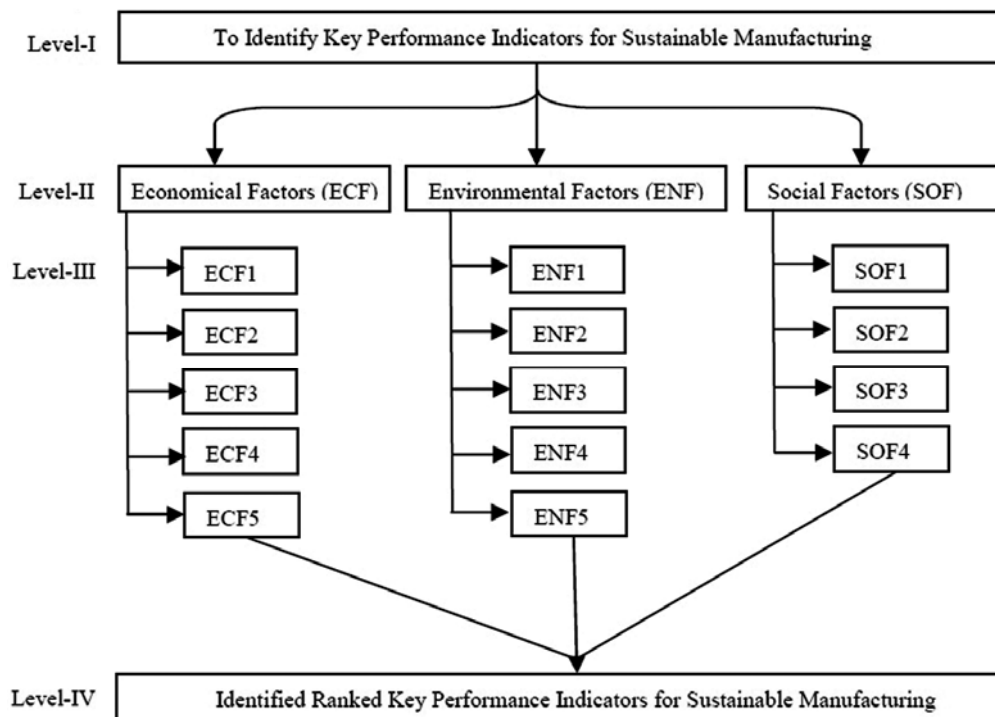 Level-I
To Identify Key Performance Indicators for Sustainable Manufacturing
Level-II
Economical Factors (ECF)
Environmental Factors (ENF)
Social Factors (SOF)
Level-III
ECF1
ENF1
SOF1
ECF2
ENF2
SOF2
ECF3
ENF3
SOF3
ECF4
ENF4
SOF4
ECF5
ENF5
Level-IV
Identified Ranked Key Performance Indicators for Sustainable Manufacturing